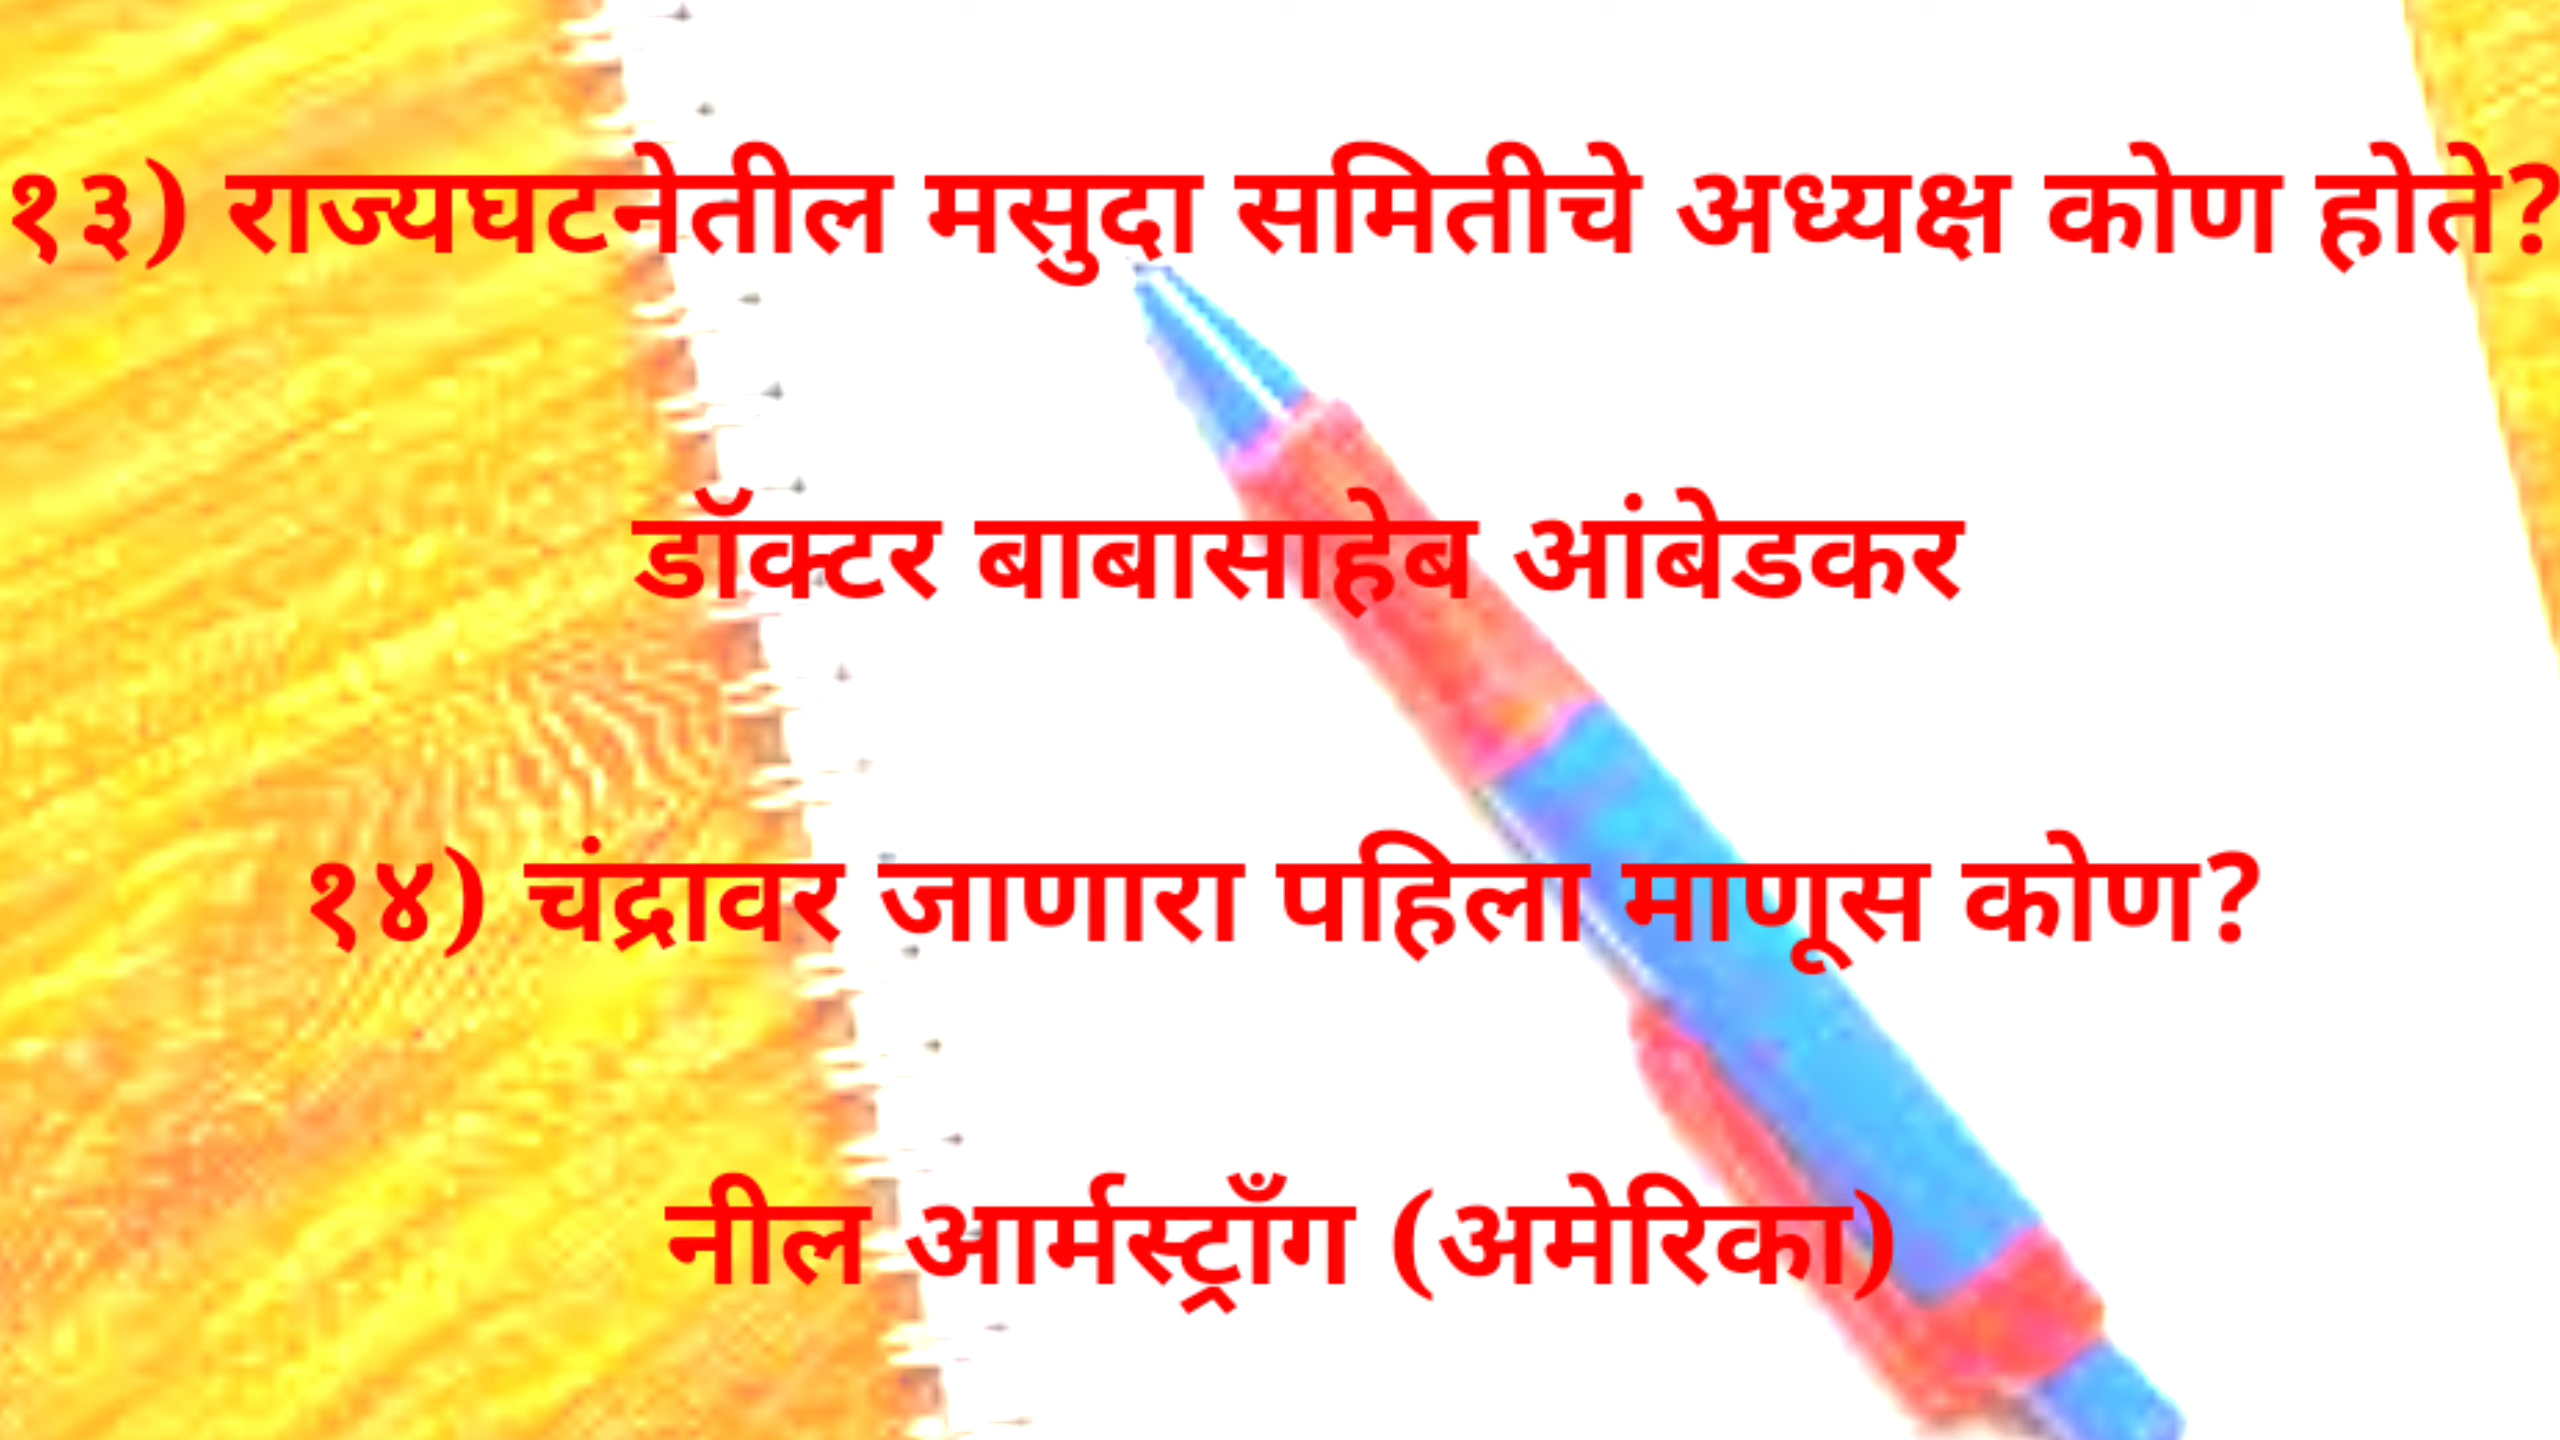 १३) राज्यघटनेतील मसुदा समितीचे अध्यक्ष कोण होते?
डॉक्टर बाबासाहेब आंबेडकर
१४) चंद्रावर जाणारा पहिला माणूस कोण?
नील आर्मस्ट्राँग (अमेरिका)